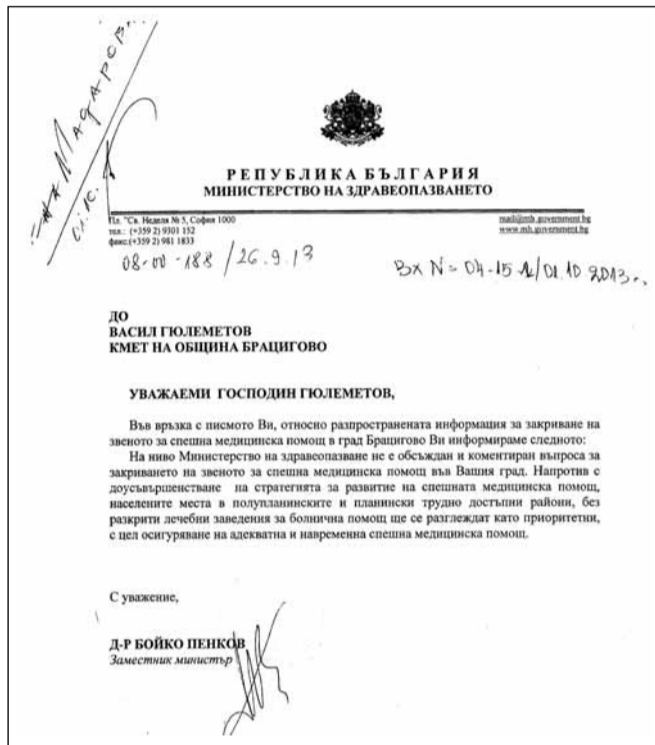 РЕПУБЛИКА БЪЛГАРИЯ
МИНИСТЕРСТВО НА ЗДРАВЕОПАЗВАНЕТО
Пл. "Св. Неделя № 5, София 1000
тел.: (+359 2) 9301 152
факс:(+359 2) 981 1833
mail@mh.government.bg
www.mh.government.bg
08-00-188 / 26.9.13
Вх № 04-15-12/01.10 2013г.
ДО
ВАСИЛ ГЮЛЕМЕТОВ
КМЕТ НА ОБЩИНА БРАЦИГОВО
УВАЖАЕМИ ГОСПОДИН ГЮЛЕМЕТОВ,
Във връзка с писмото Ви, относно разпространената информация за закриване на
звеното за спешна медицинска помощ в град Брацигово Ви информираме следното:
На ниво Министерство на здравеопазване не е обсъждан и коментиран въпроса за
закриването на звеното за спешна медицинска помощ във Вашия град. Напротив с
доусъвършенстване на стратегията за развитие на спешната медицинска помощ,
населените места в полупланинските и планински трудно достъпни райони, без
разкрити лечебни заведения за болнична помощ ще се разглеждат като приоритетни,
с цел осигуряване на адекватна и навременна спешна медицинска помощ.
С уважение,
Д-Р БОЙКО ПЕНКОВ
Заместник министър